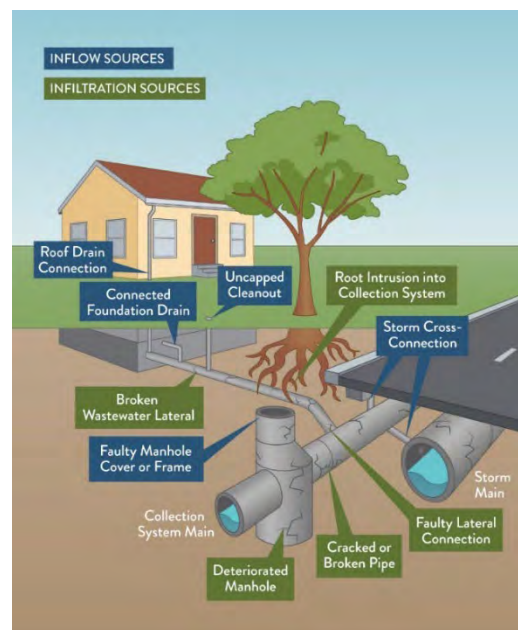 INFLOW SOURCES
INFILTRATION SOURCES
Roof Drain
Connection
Uncapped
Cleanout
Root Intrusion into
Collection System
Connected
Foundation Drain
Storm Cross-
Connection
Broken
Wastewater Lateral
Faulty Manhole
Cover or Frame
Storm
Main
Collection
System Main
Faulty Lateral
Connection
Cracked or
Broken Pipe
Deteriorated
Manhole